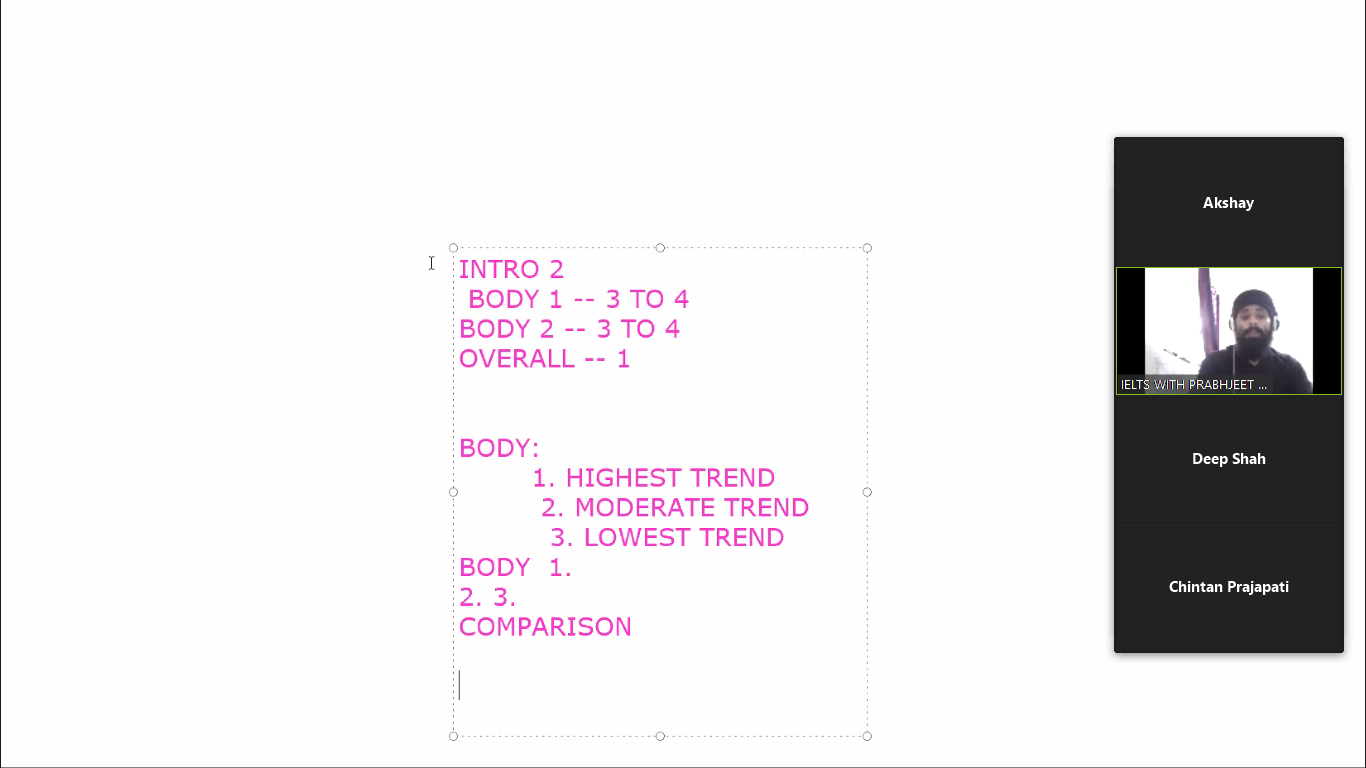 INTRO 2
BODY 1 -- 3 TO 4
BODY 2 -- 3 TO 4
OVERALL -- 1
BODY:
1. HIGHEST TREND
2. MODERATE TREND
3. LOWEST TREND
BODY 1.
2. 3.
COMPARISON
Akshay
IELTS WITH PRABHJEET ...
Deep Shah
Chintan Prajapati